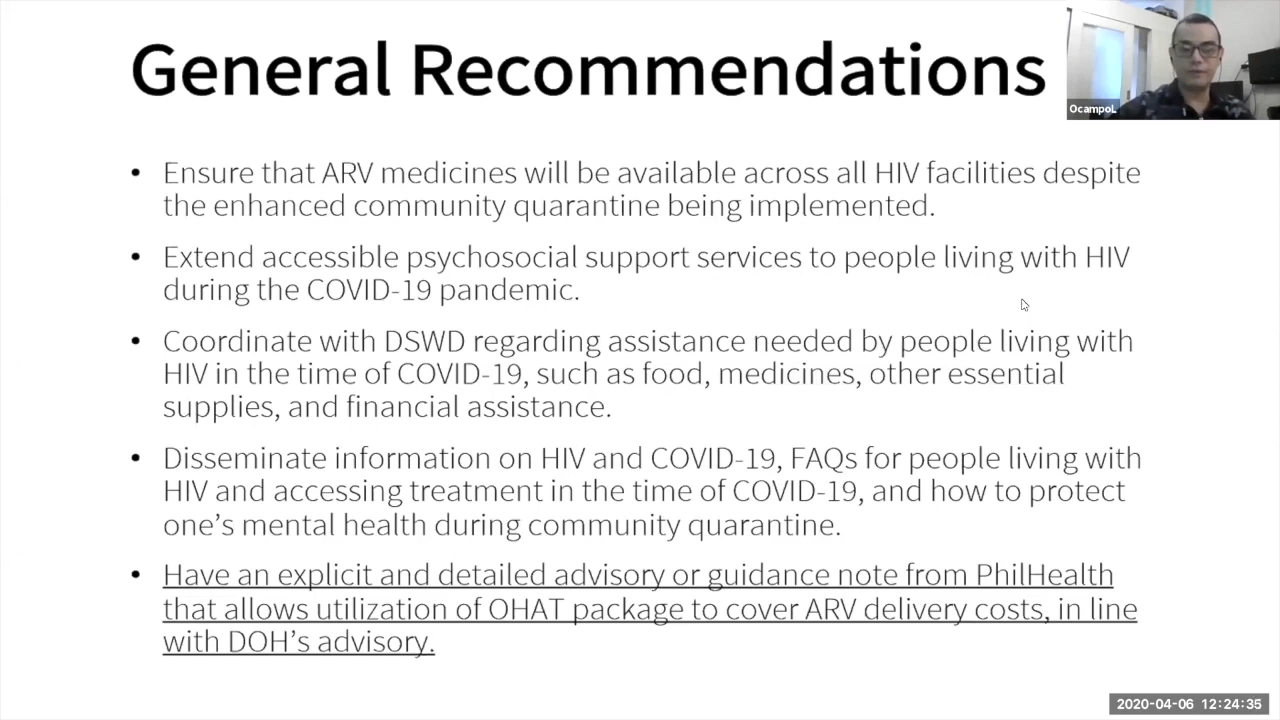 General Recommendations
OcampoL
• Ensure that ARV medicines will be available across all HIV facilities despite
the enhanced community quarantine being implemented.
• Extend accessible psychosocial support services to people living with HIV
during the COVID-19 pandemic.
• Coordinate with DSWD regarding assistance needed by people living with
HIV in the time of COVID-19, such as food, medicines, other essential
supplies, and financial assistance.
• Disseminate information on HIV and COVID-19, FAQs for people living with
HIV and accessing treatment in the time of COVID-19, and how to protect
one’s mental health during community quarantine.
• Have an explicit and detailed advisory or guidance note from PhilHealth
that allows utilization of OHAT package to cover ARV delivery costs, in line
with DOH’s advisory.
2020-04-06 12:24:35